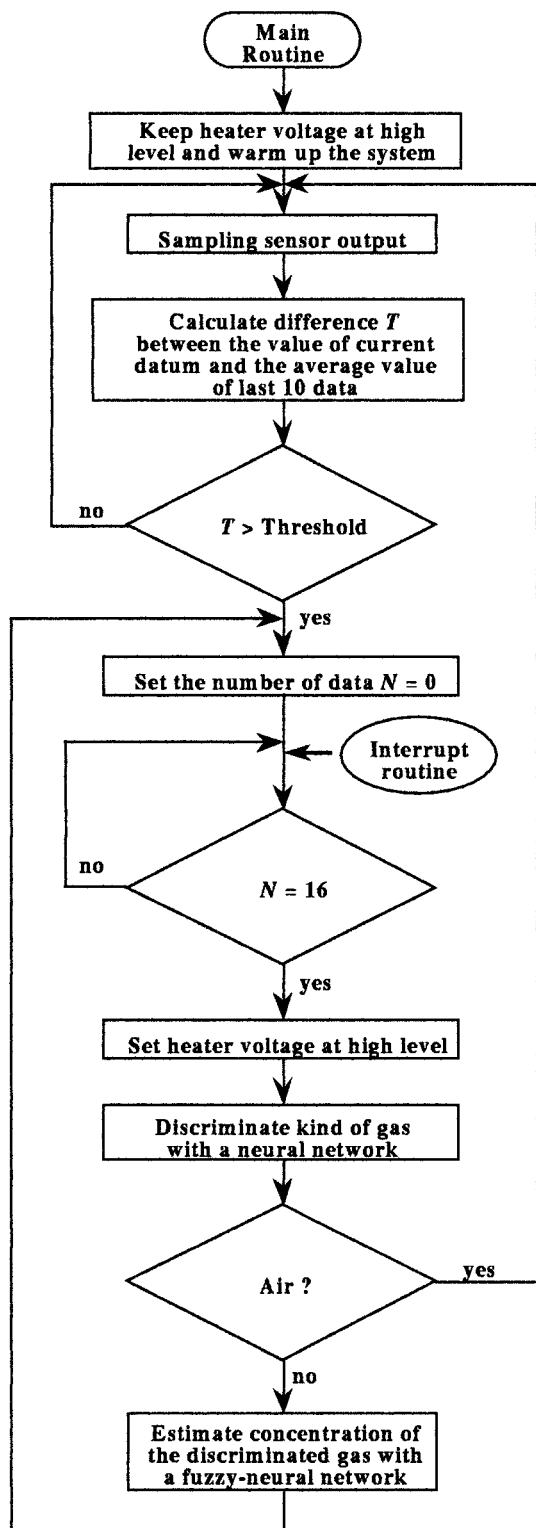 Main
Routine
Keep heater voltage at high
level and warm up the system
Sampling sensor output
Calculate difference T
between the value of current
datum and the average value
of last 10 data
no
T > Threshold
yes
Set the number of data N = 0
Interrupt
routine
no
N = 16
yes
Set heater voltage at high level
Discriminate kind of gas
with a neural network
Air ?
yes
no
Estimate concentration of
the discriminated gas with
a fuzzy-neural network